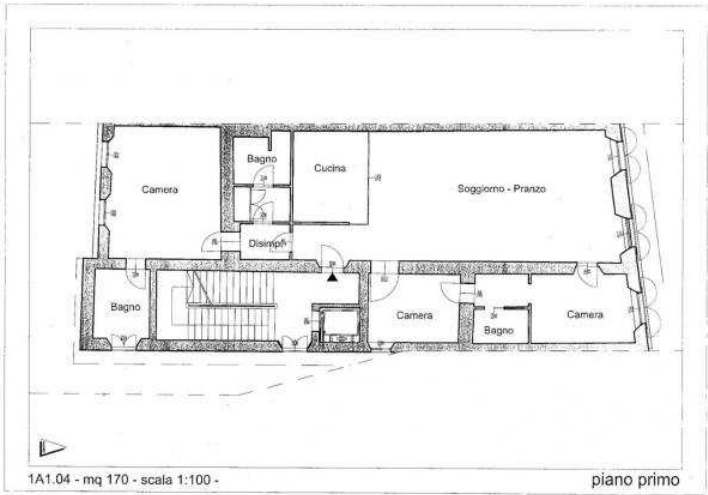 Bagno
Cucina
Camera
Soggiorno - Pranzo
Disimp.
Bagno
Camera
Bagno
Camera
1A1.04 - mq 170 - scala 1:100 -
piano primo